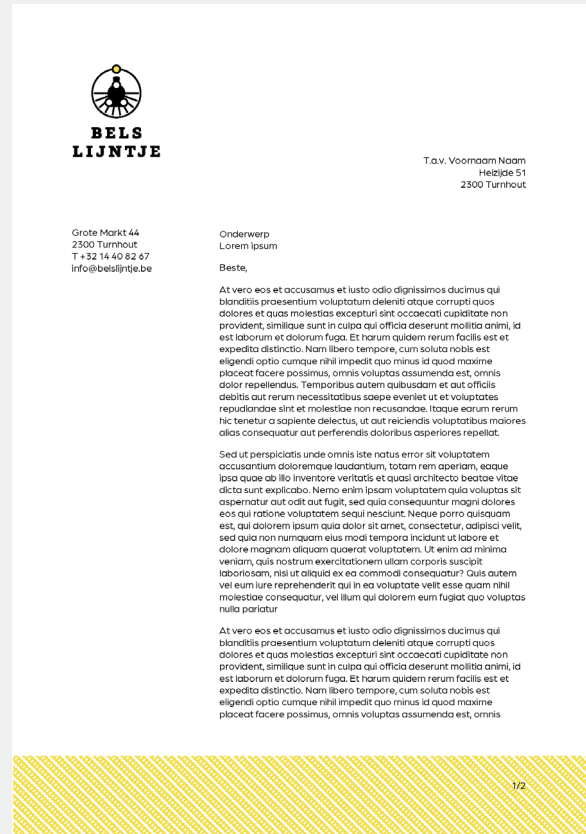 BELS
LIJNTJE
T.a.v. Voornaam Naam
Heizijde 51
2300 Turnhout
Grote Markt 44
2300 Turnhout
T +32 14 40 82 67
info@belslijntje.be
Onderwerp
Lorem ipsum
Beste,
At vero eos et accusamus et iusto odio dignissimos ducimus qui
blanditiis praesentium voluptatum deleniti atque corrupti quos
dolores et quas molestias excepturi sint occaecati cupiditate non
provident, similique sunt in culpa qui officia deserunt mollitia animi, id
est laborum et dolorum fuga. Et harum quidem rerum facilis est et
expedita distinctio. Nam libero tempore, cum soluta nobis est
eligendi optio cumque nihil impedit quo minus id quod maxime
placeat facere possimus, omnis voluptas assumenda est, omnis
dolor repellendus. Temporibus autem quibusdam et aut officiis
debitis aut rerum necessitatibus saepe eveniet ut et voluptates
repudiandae sint et molestiae non recusandae. Itaque earum rerum
hic tenetur a sapiente delectus, ut aut reiciendis voluptatibus maiores
alias consequatur aut perferendis doloribus asperiores repellat.
Sed ut perspiciatis unde omnis iste natus error sit voluptatem
accusantium doloremque laudantium, totam rem aperiam, eaque
ipsa quae ab illo inventore veritatis et quasi architecto beatae vitae
dicta sunt explicabo. Nemo enim ipsam voluptatem quia voluptas sit
aspernatur aut odit aut fugit, sed quia consequuntur magni dolores
eos qui ratione voluptatem sequi nesciunt. Neque porro quisquam
est, qui dolorem ipsum quia dolor sit amet, consectetur, adipisci velit,
sed quia non numquam eius modi tempora incidunt ut labore et
dolore magnam aliquam quaerat voluptatem. Ut enim ad minima
veniam, quis nostrum exercitationem ullam corporis suscipit
laboriosam, nisi ut aliquid ex ea commodi consequatur? Quis autem
vel eum iure reprehenderit qui in ea voluptate velit esse quam nihil
molestiae consequatur, vel illum qui dolorem eum fugiat quo voluptas
nulla pariatur
At vero eos et accusamus et iusto odio dignissimos ducimus qui
blanditiis praesentium voluptatum deleniti atque corrupti quos
dolores et quas molestias excepturi sint occaecati cupiditate non
provident, similique sunt in culpa qui officia deserunt mollitia animi, id
est laborum et dolorum fuga. Et harum quidem rerum facilis est et
expedita distinctio. Nam libero tempore, cum soluta nobis est
eligendi optio cumque nihil impedit quo minus id quod maxime
placeat facere possimus, omnis voluptas assumenda est, omnis
1/2